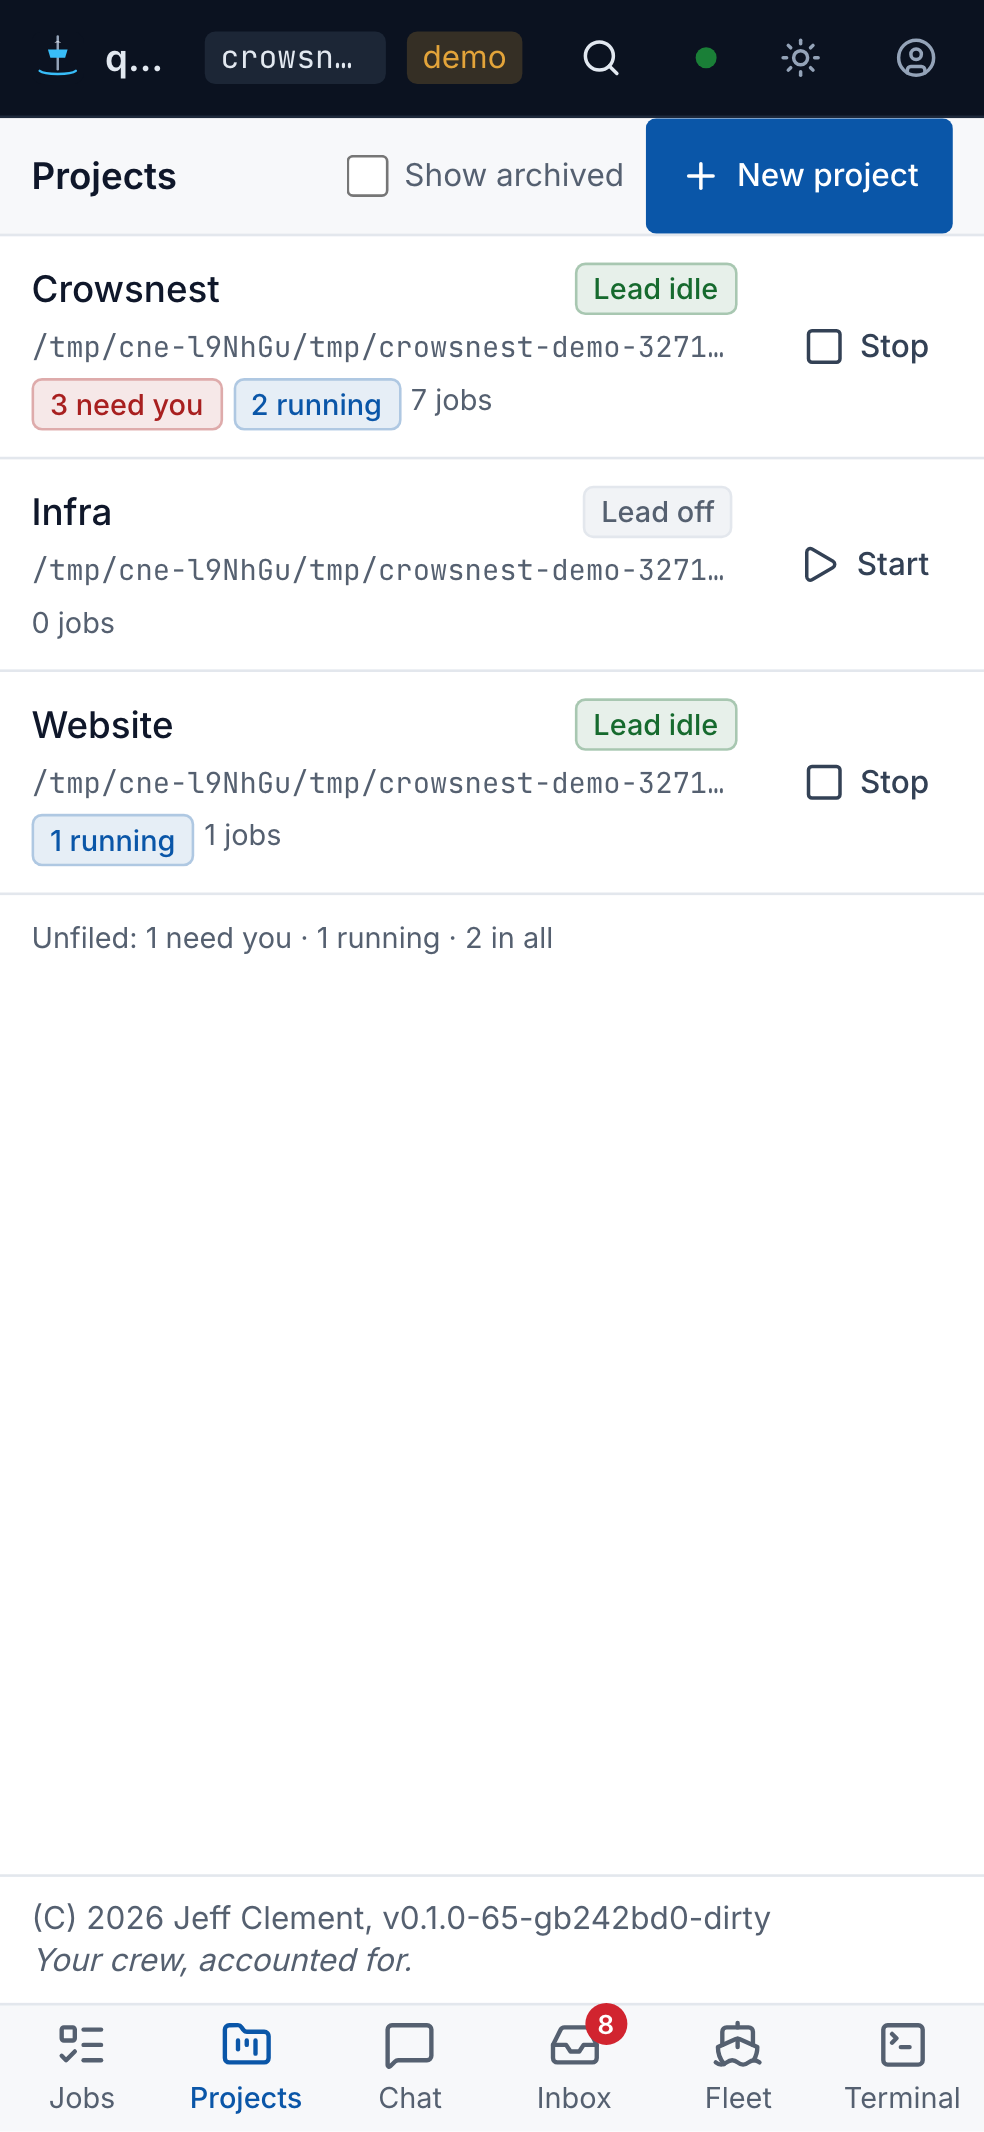 q... crowsn… demo
Projects Show archived New project
Crowsnest Lead idle
/tmp/cne-l9NhGu/tmp/crowsnest-demo-3271… Stop
3 need you 2 running 7 jobs
Infra Lead off
/tmp/cne-l9NhGu/tmp/crowsnest-demo-3271… Start
0 jobs
Website Lead idle
/tmp/cne-l9NhGu/tmp/crowsnest-demo-3271… Stop
1 running 1 jobs
Unfiled: 1 need you · 1 running · 2 in all
(C) 2026 Jeff Clement, v0.1.0-65-gb242bd0-dirty
Your crew, accounted for.
8
Jobs Projects Chat Inbox Fleet Terminal